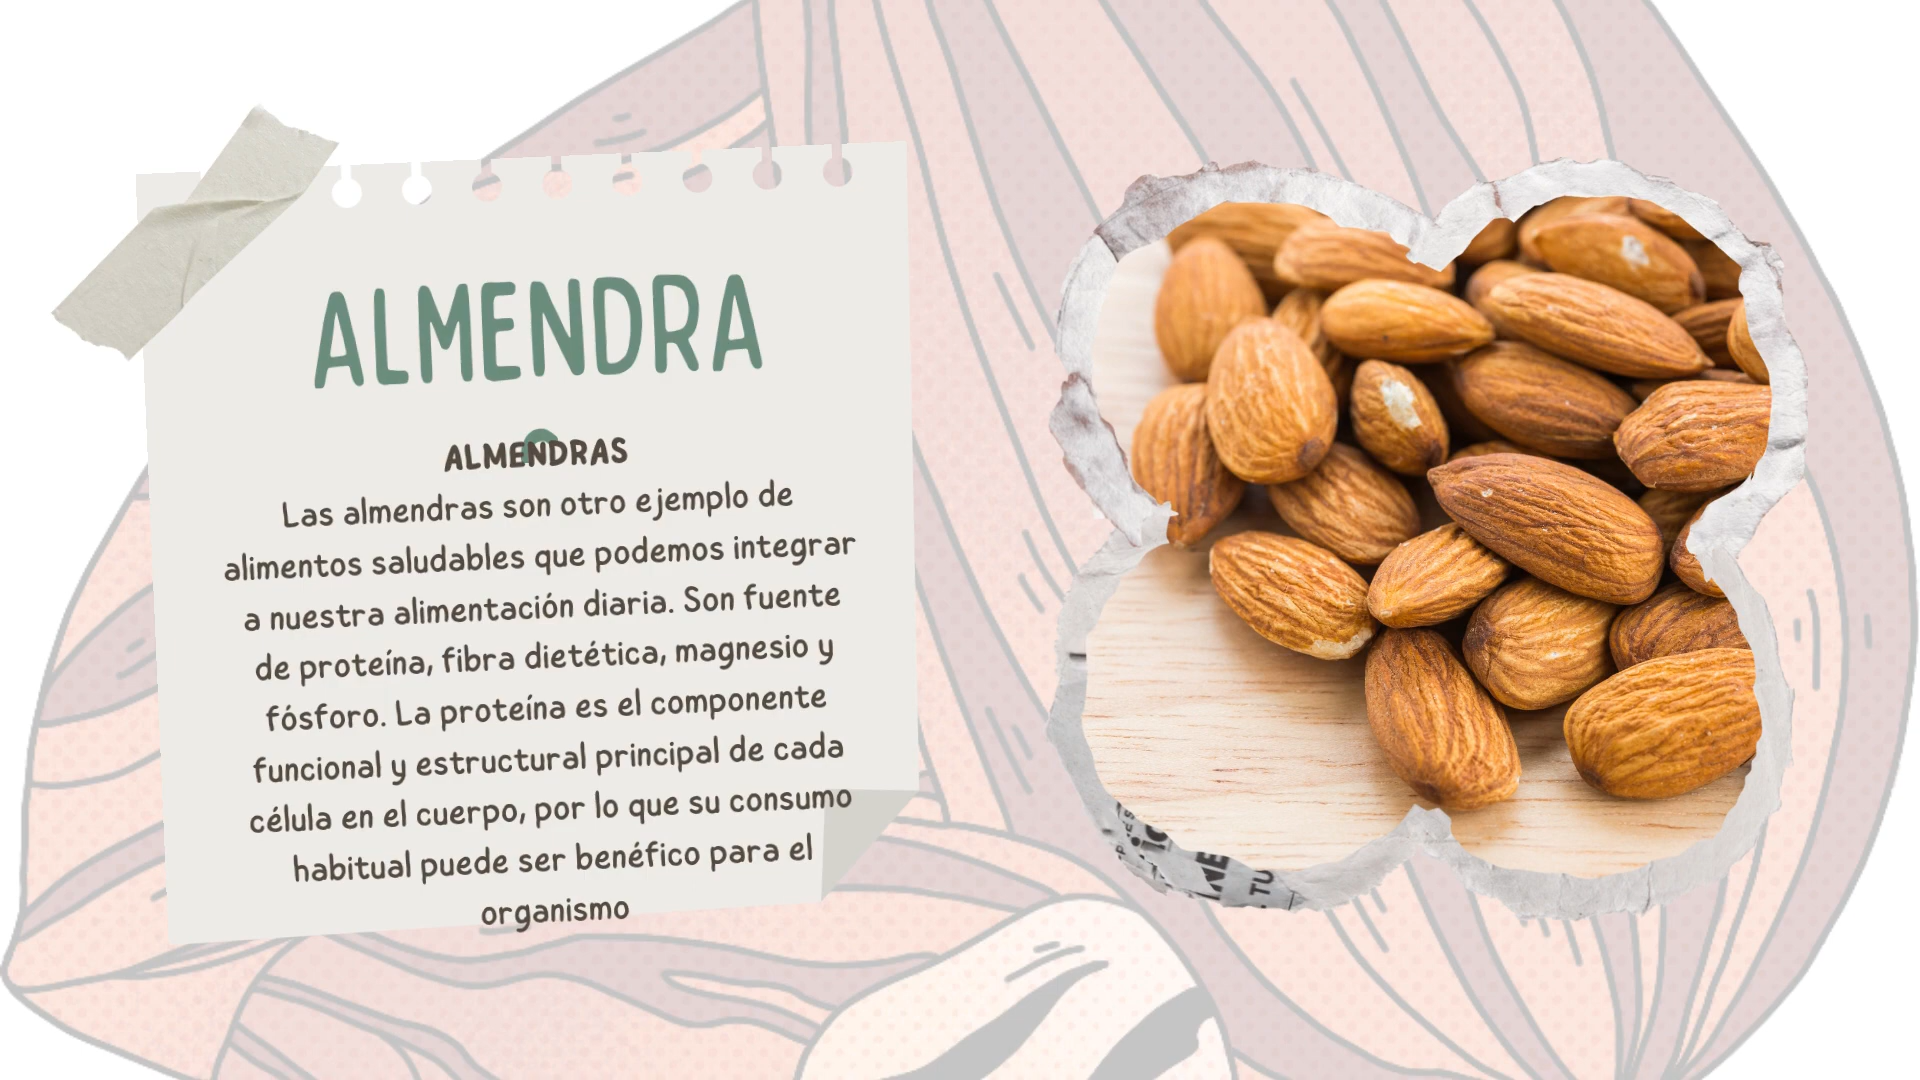 ALMENDRA
ALMENDRAS
Las almendras son otro ejemplo de
alimentos saludables que podemos integrar
a nuestra alimentación diaria. Son fuente
de proteína, fibra dietética, magnesio y
fósforo. La proteína es el componente
funcional y estructural principal de cada
célula en el cuerpo, por lo que su consumo
habitual puede ser benéfico para el
organismo